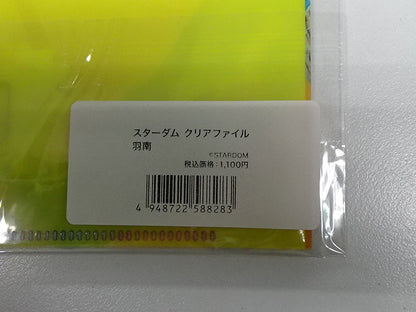 スターダム クリアファイル
羽南
©STARDOM
税込価格:1,100円
4 948722 588283